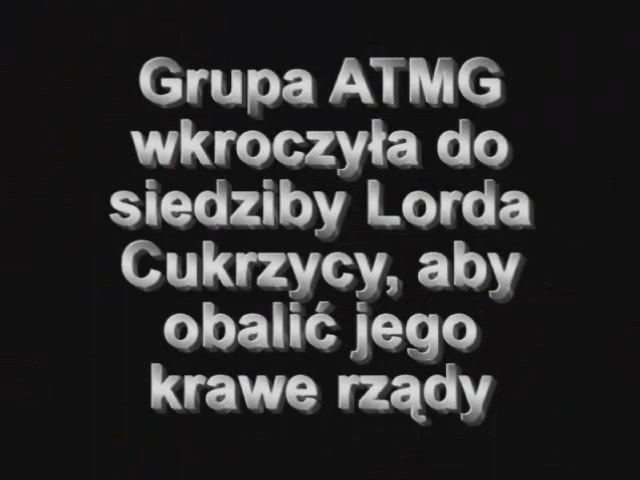 Grupa ATMG
wkroczyła do
siedziby Lorda
Cukrzycy, aby
obalić jego
krawe rządy